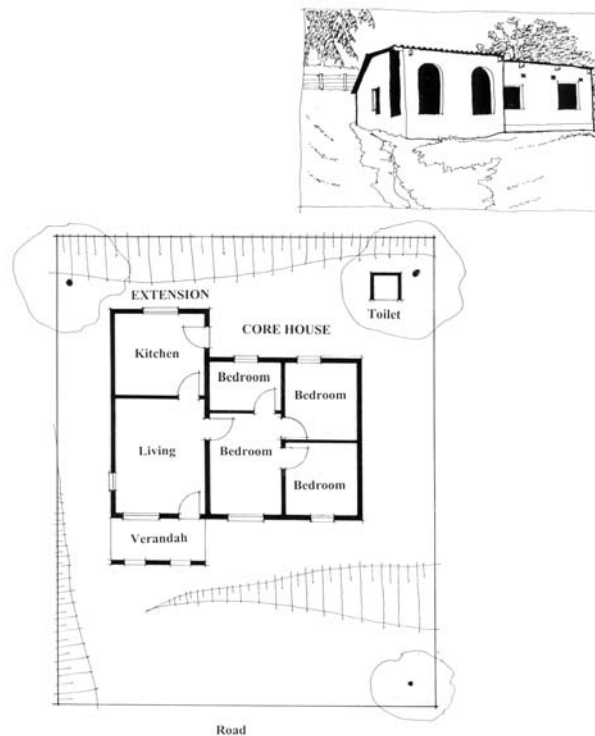 EXTENSION
Toilet
CORE HOUSE
Kitchen
Bedroom
Bedroom
Living
Bedroom
Bedroom
Verandah
Road